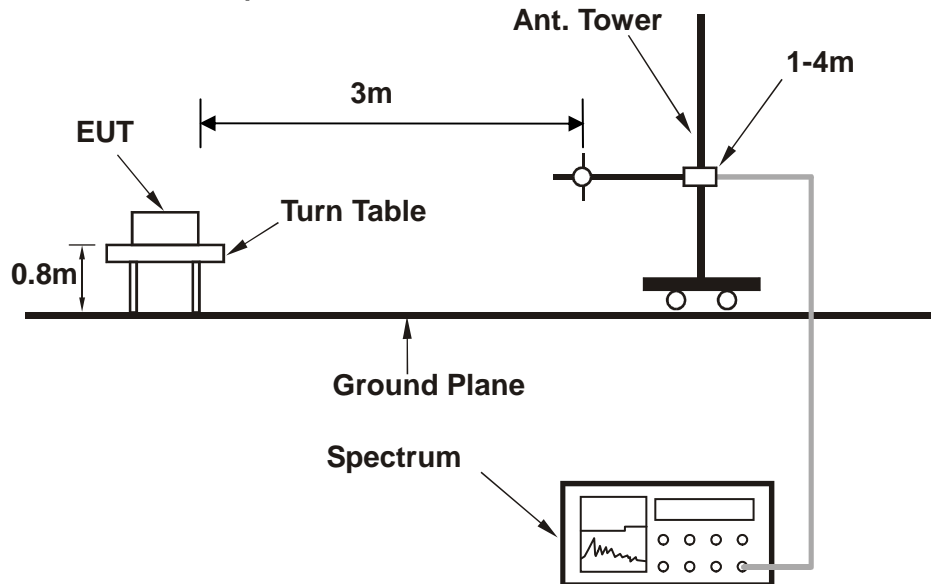 Ant. Tower
1-4m
3m
EUT
Turn Table
0.8m
Ground Plane
Spectrum